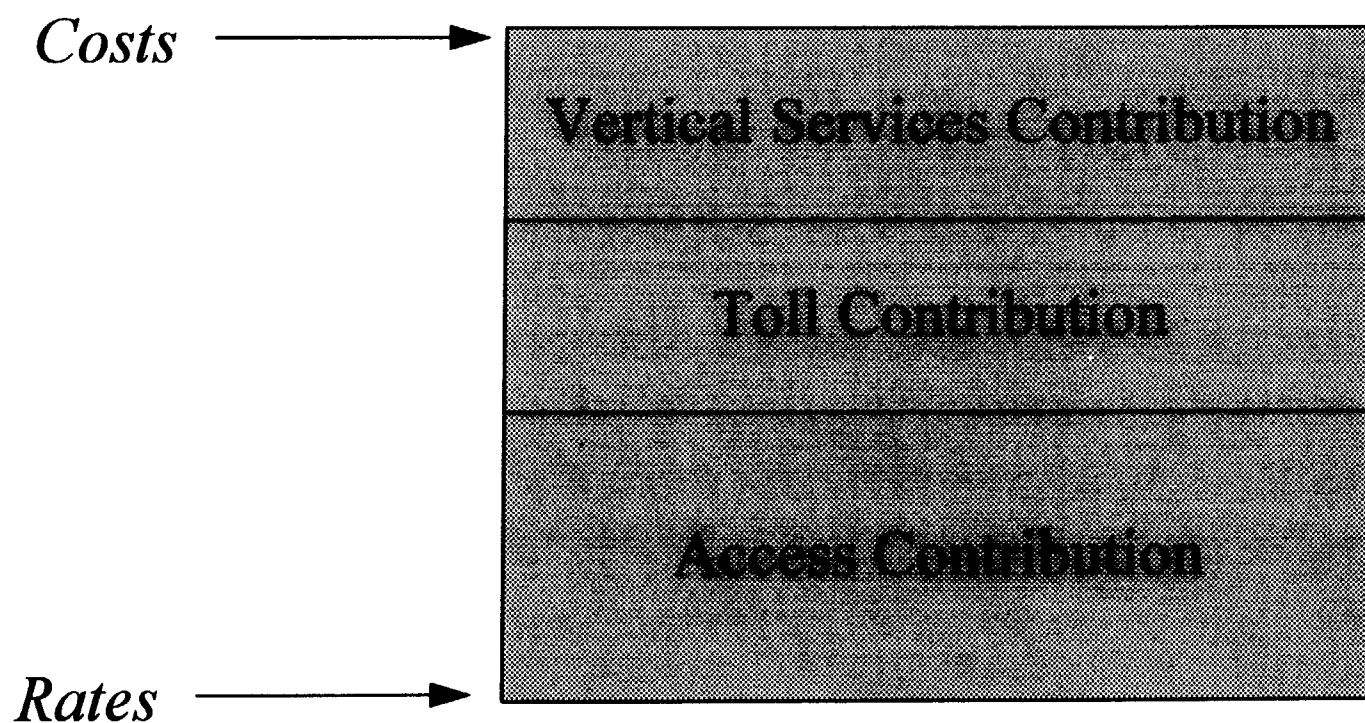 Costs
Vertical Services Contribution
Toll Contribution
Access Contribution
Rates